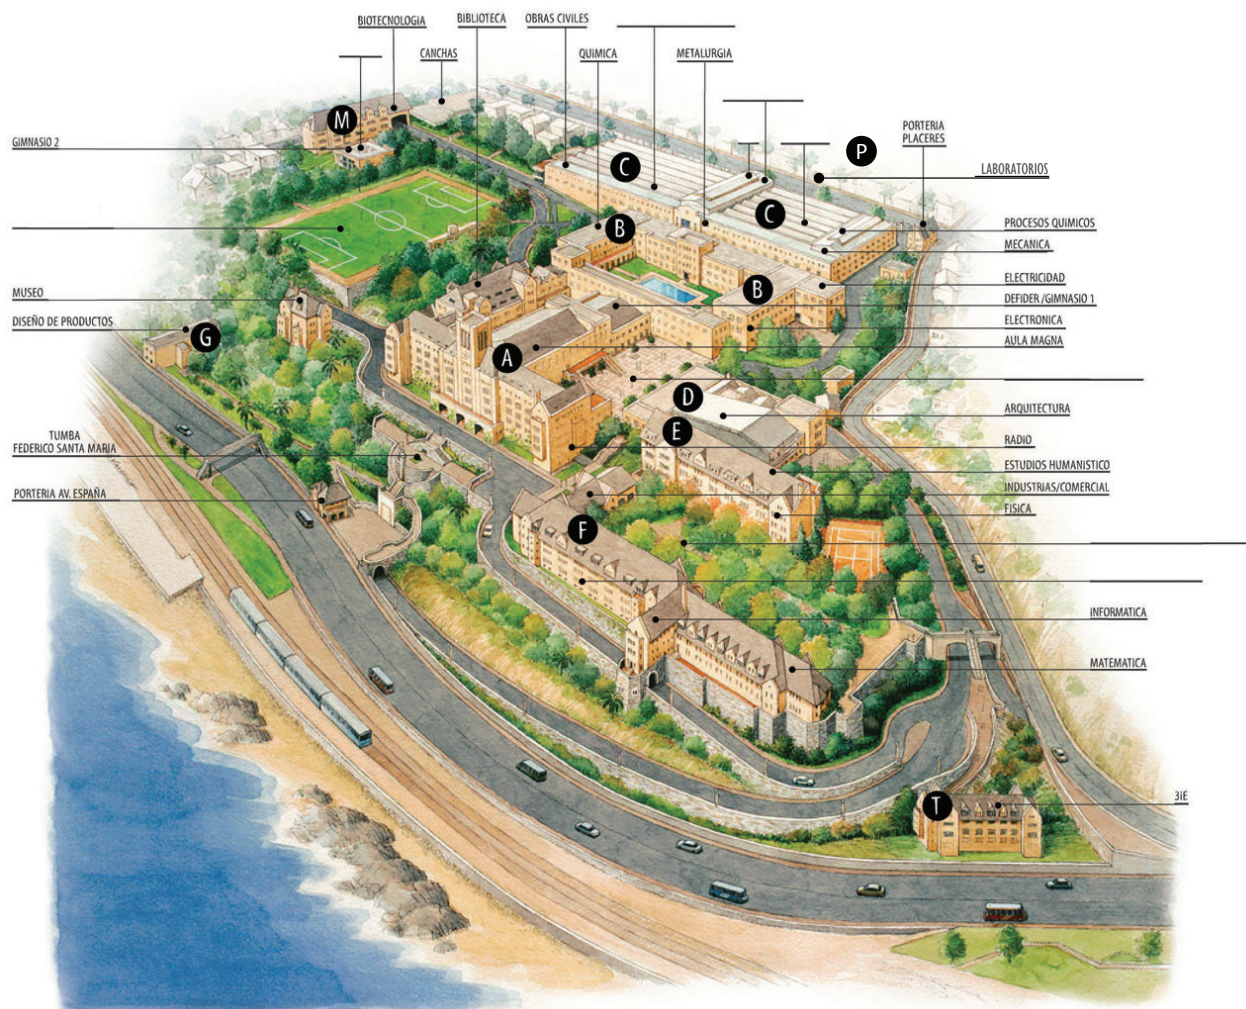 BIOTECNOLOGIA
BIBLIOTECA
OBRAS CIVILES
CANCHAS
QUIMICA
METALURGIA
GIMNASIO 2
M
C
P
PORTERIA
PLACERES
LABORATORIOS
C
B
PROCESOS QUIMICOS
MECANICA
B
ELECTRICIDAD
MUSEO
DEFIDER /GIMNASIO 1
DISEÑO DE PRODUCTOS
G
ELECTRONICA
A
AULA MAGNA
D
ARQUITECTURA
E
TUMBA
FEDERICO SANTA MARIA
RADIO
ESTUDIOS HUMANISTICO
PORTERIA AV. ESPAÑA
INDUSTRIAS/COMERCIAL
FISICA
F
INFORMATICA
MATEMATICA
T
3iE